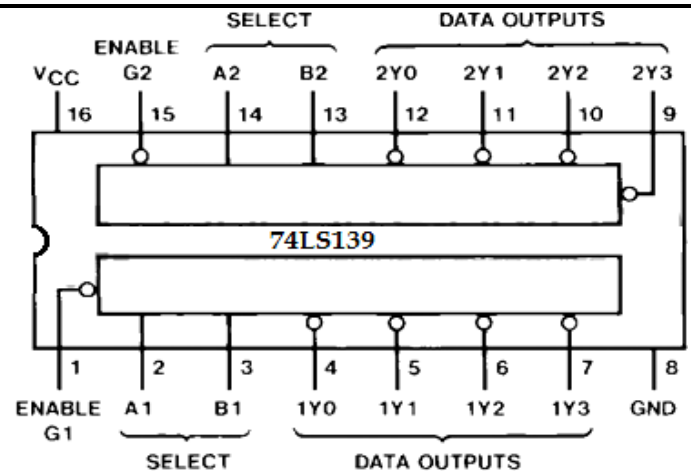 SELECT DATA OUTPUTS
ENABLE
VCC G2 A2 B2 2Y0 2Y1 2Y2 2Y3
16 15 14 13 12 11 10 9
74LS139
1 2 3 4 5 6 7 8
ENABLE A1 B1 1Y0 1Y1 1Y2 1Y3 GND
G1
SELECT DATA OUTPUTS